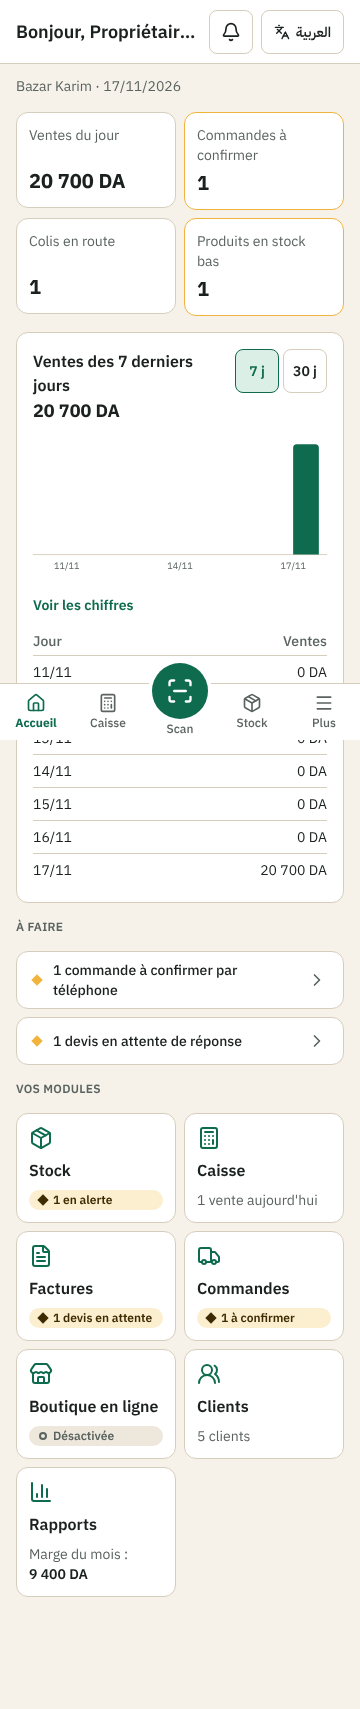 Bonjour, Propriétair...
العربية
Bazar Karim · 17/11/2026
Ventes du jour
20 700 DA
Commandes à
confirmer
1
Colis en route
1
Produits en stock
bas
1
Ventes des 7 derniers
jours
20 700 DA
7 j
30 j
11/11
14/11
17/11
Voir les chiffres
Jour Ventes
11/11 0 DA
Accueil
Caisse
Scan
Stock
Plus
14/11 0 DA
15/11 0 DA
16/11 0 DA
17/11 20 700 DA
À FAIRE
1 commande à confirmer par
téléphone
1 devis en attente de réponse
VOS MODULES
Stock
1 en alerte
Caisse
1 vente aujourd'hui
Factures
1 devis en attente
Commandes
1 à confirmer
Boutique en ligne
Désactivée
Clients
5 clients
Rapports
Marge du mois :
9 400 DA